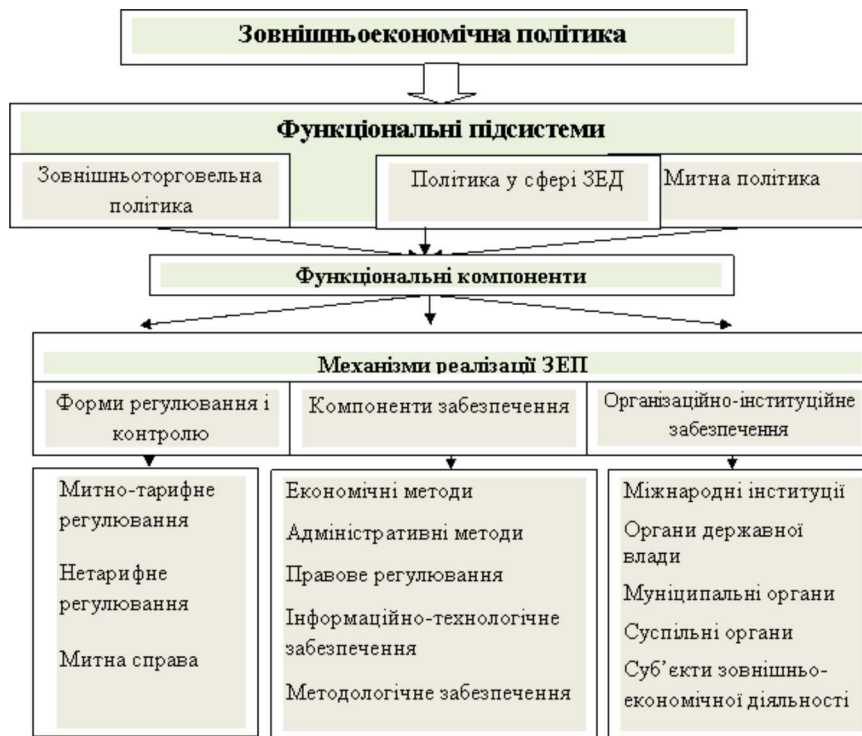 Зовнішньоекономічна політика
Функціональні підсистеми
Зовнішньоторговельна
політика
Політика у сфері ЗЕД
Митна політика
Функціональні компоненти
Механізми реалізації ЗЕП
Форми регулювання і
контролю
Компоненти забезпечення
Організаційно-інституційне
забезпечення
Митно-тарифне
регулювання
Нетарифне
регулювання
Митна справа
Економічні методи
Адміністративні методи
Правове регулювання
Інформаційно-технологічне
забезпечення
Методологічне забезпечення
Міжнародні інституції
Органи державної
влади
Муніципальні органи
Суспільні органи
Суб’єкти зовнішньо-
економічної діяльності